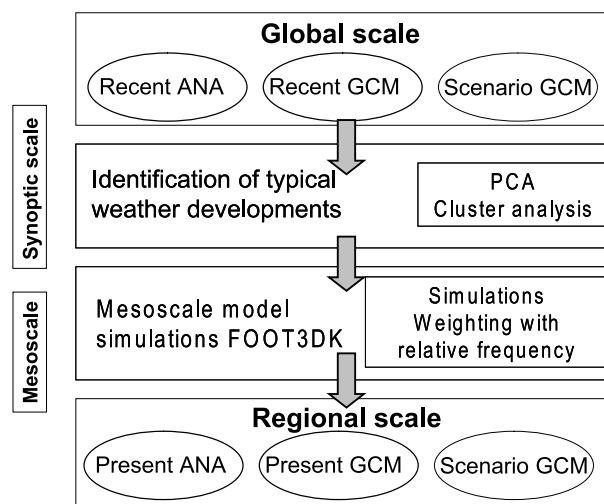 Global scale
Recent ANA
Recent GCM
Scenario GCM
Synoptic scale
Identification of typical
weather developments
PCA
Cluster analysis
Mesoscale
Mesoscale model
simulations FOOT3DK
Simulations
Weighting with
relative frequency
Regional scale
Present ANA
Present GCM
Scenario GCM